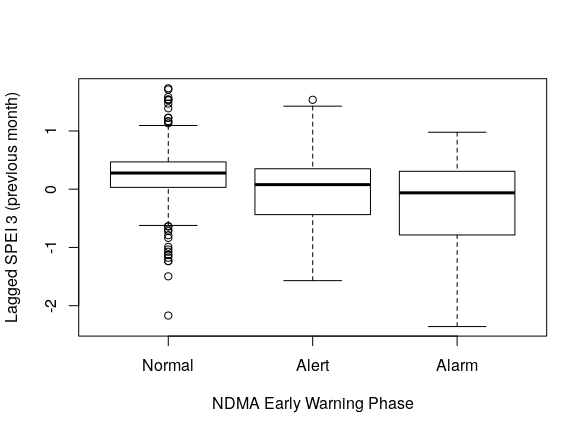 Lagged SPEI 3 (previous month)
1
0
-1
-2
Normal Alert Alarm
NDMA Early Warning Phase